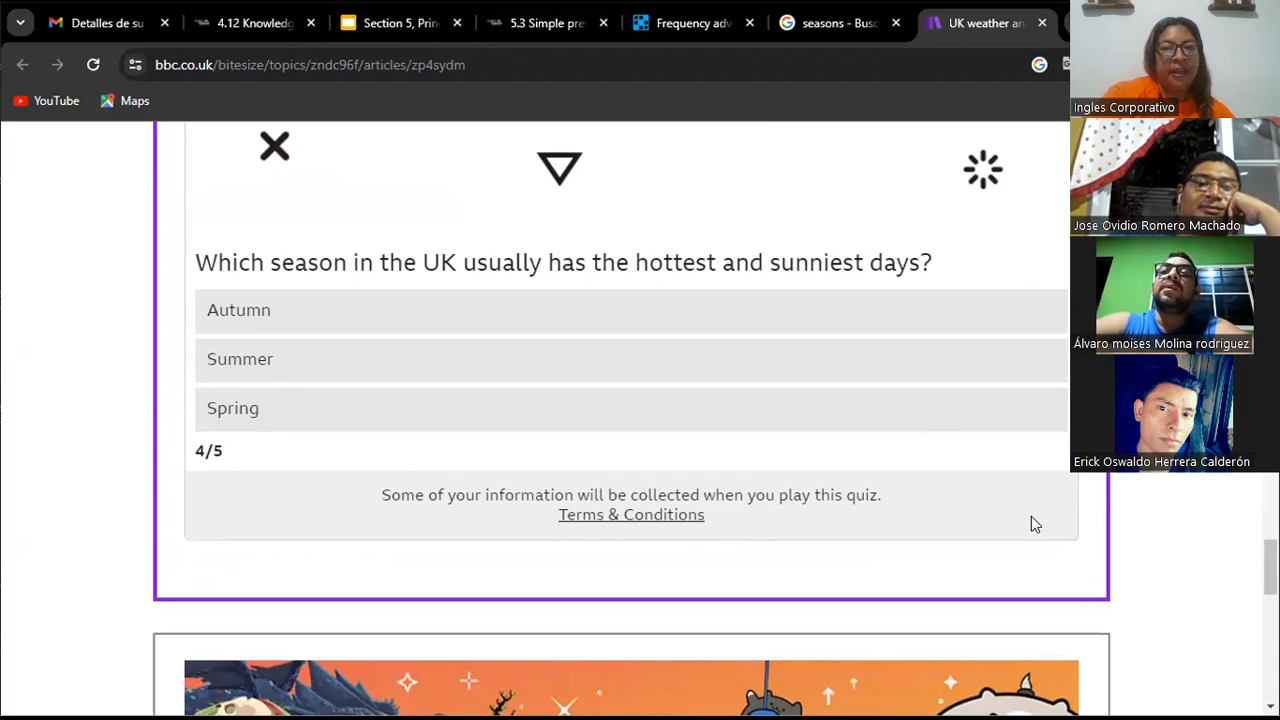 Detalles de su
4.12 Knowledg
Section 5, Prin
5.3 Simple pre
Frequency adv
seasons - Busc
UK weather an
bbc.co.uk/bitesize/topics/zndc96f/articles/zp4sydm
YouTube
Maps
Which season in the UK usually has the hottest and sunniest days?
Autumn
Summer
Spring
4/5
Some of your information will be collected when you play this quiz.
Terms & Conditions
Ingles Corporativo
Jose Ovidio Romero Machado
Álvaro moises Molina rodriguez
Erick Oswaldo Herrera Calderón